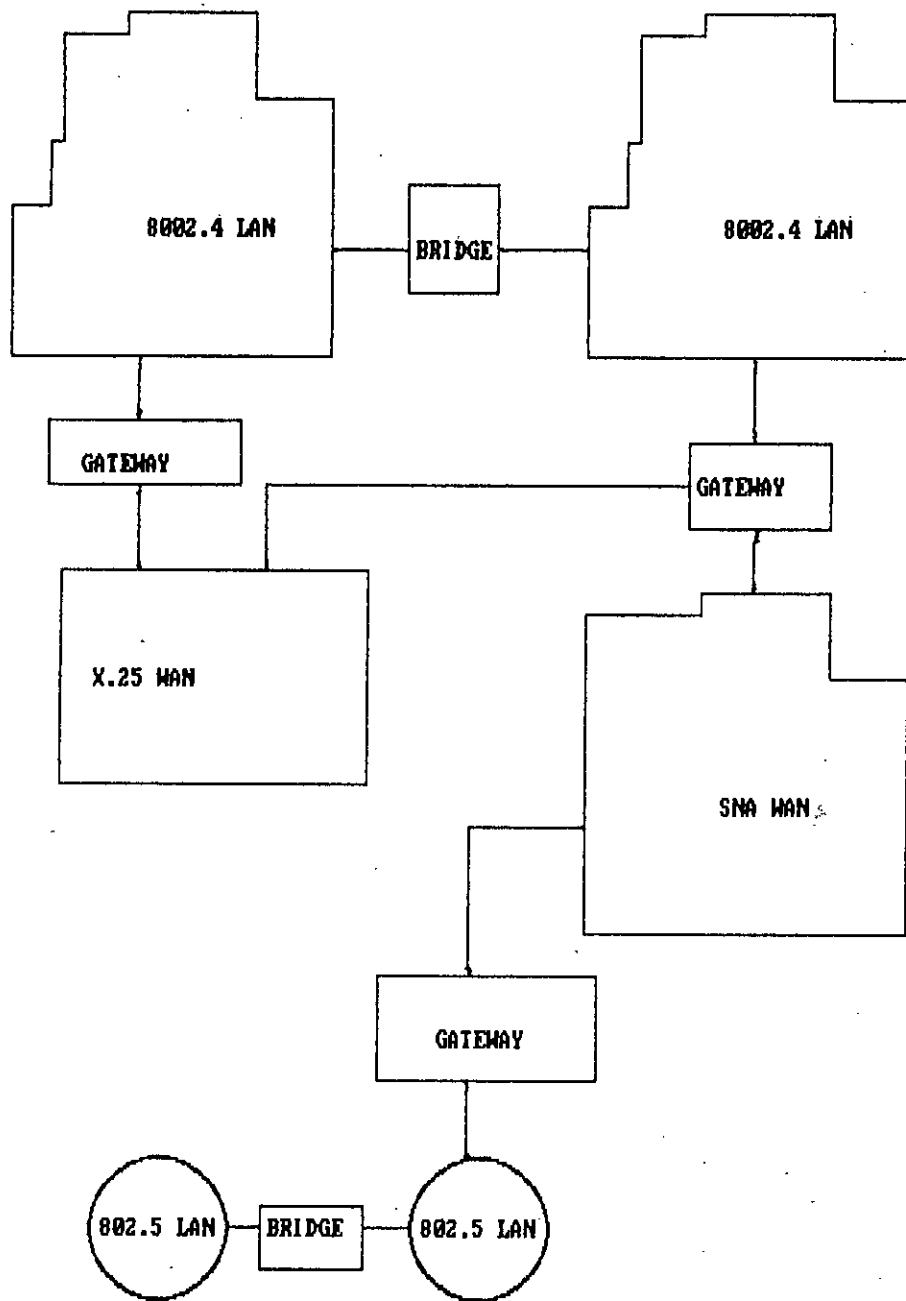 8002.4 LAN
BRIDGE
8002.4 LAN
GATEWAY
GATEWAY
X.25 WAN
SNA WAN
GATEWAY
802.5 LAN
BRIDGE
802.5 LAN